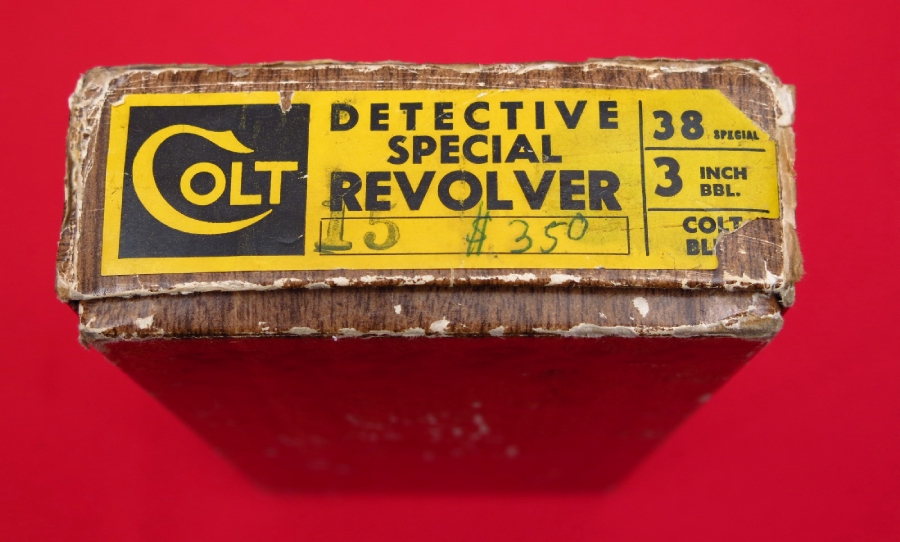 COLT
DETECTIVE
SPECIAL
REVOLVER
15 $350
38 SPECIAL
3 INCH
BBL.
COLT